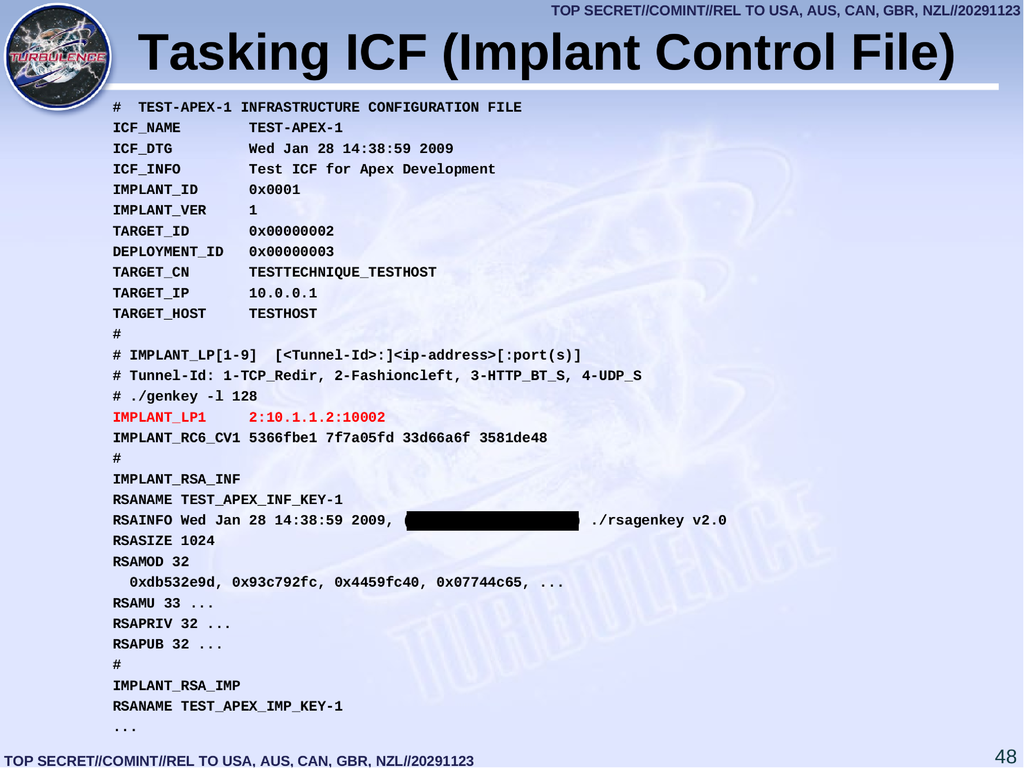 TOP SECRET//COMINT//REL TO USA, AUS, CAN, GBR, NZL//20291123
TURBULENCE
Tasking ICF (Implant Control File)
#  TEST-APEX-1 INFRASTRUCTURE CONFIGURATION FILE
ICF_NAME        TEST-APEX-1
ICF_DTG         Wed Jan 28 14:38:59 2009
ICF_INFO        Test ICF for Apex Development
IMPLANT_ID      0x0001
IMPLANT_VER     1
TARGET_ID       0x00000002
DEPLOYMENT_ID   0x00000003
TARGET_CN       TESTTECHNIQUE_TESTHOST
TARGET_IP       10.0.0.1
TARGET_HOST     TESTHOST
#
# IMPLANT_LP[1-9]  [<Tunnel-Id>:]<ip-address>[:port(s)]
# Tunnel-Id: 1-TCP_Redir, 2-Fashioncleft, 3-HTTP_BT_S, 4-UDP_S
# ./genkey -l 128
IMPLANT_LP1     2:10.1.1.2:10002
IMPLANT_RC6_CV1 5366fbe1 7f7a05fd 33d66a6f 3581de48
#
IMPLANT_RSA_INF
RSANAME TEST_APEX_INF_KEY-1
RSAINFO Wed Jan 28 14:38:59 2009, ./rsagenkey v2.0
RSASIZE 1024
RSAMOD 32
  0xdb532e9d, 0x93c792fc, 0x4459fc40, 0x07744c65, ...
RSAMU 33 ...
RSAPRIV 32 ...
RSAPUB 32 ...
#
IMPLANT_RSA_IMP
RSANAME TEST_APEX_IMP_KEY-1
...
TURBULENCE
TOP SECRET//COMINT//REL TO USA, AUS, CAN, GBR, NZL//20291123
48